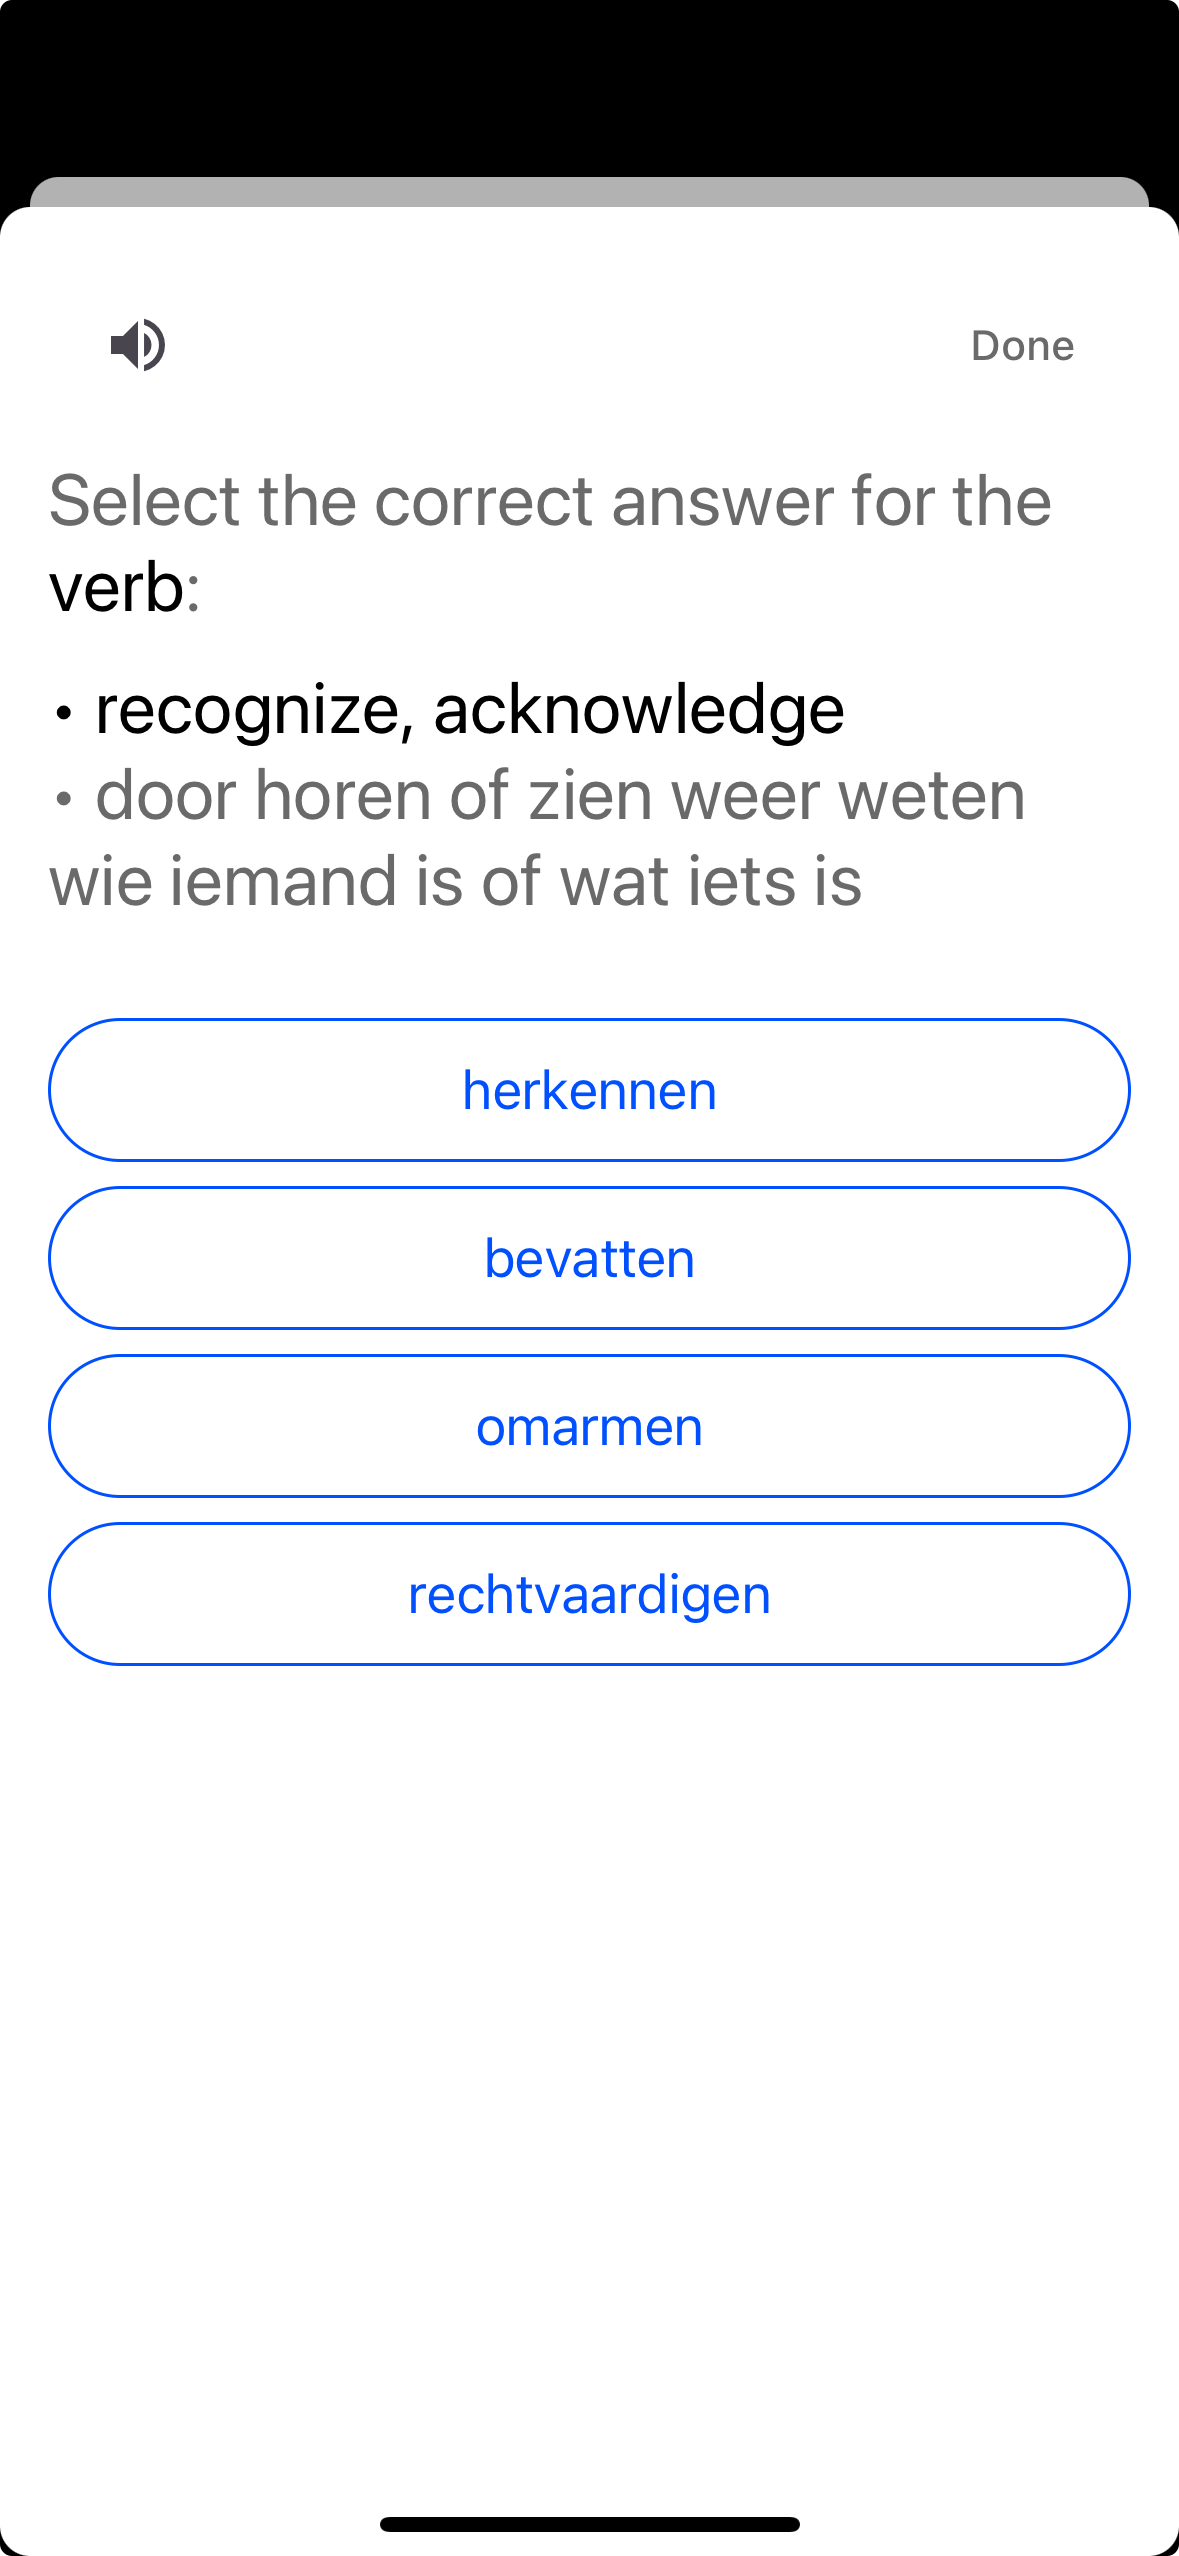 Done
Select the correct answer for the
verb:
• recognize, acknowledge
• door horen of zien weer weten
wie iemand is of wat iets is
herkennen
bevatten
omarmen
rechtvaardigen